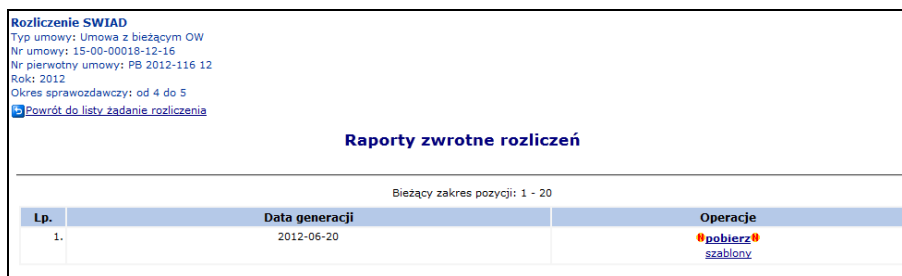 Rozliczenie SWIAD
Typ umowy: Umowa z bieżącym OW
Nr umowy: 15-00-00018-12-16
Nr pierwotny umowy: PB 2012-116 12
Rok: 2012
Okres sprawozdawczy: od 4 do 5
Powrót do listy żądanie rozliczenia
Raporty zwrotne rozliczeń
Bieżący zakres pozycji: 1 - 20
Lp. Data generacji Operacje
1. 2012-06-20 N pobierz N
szablony